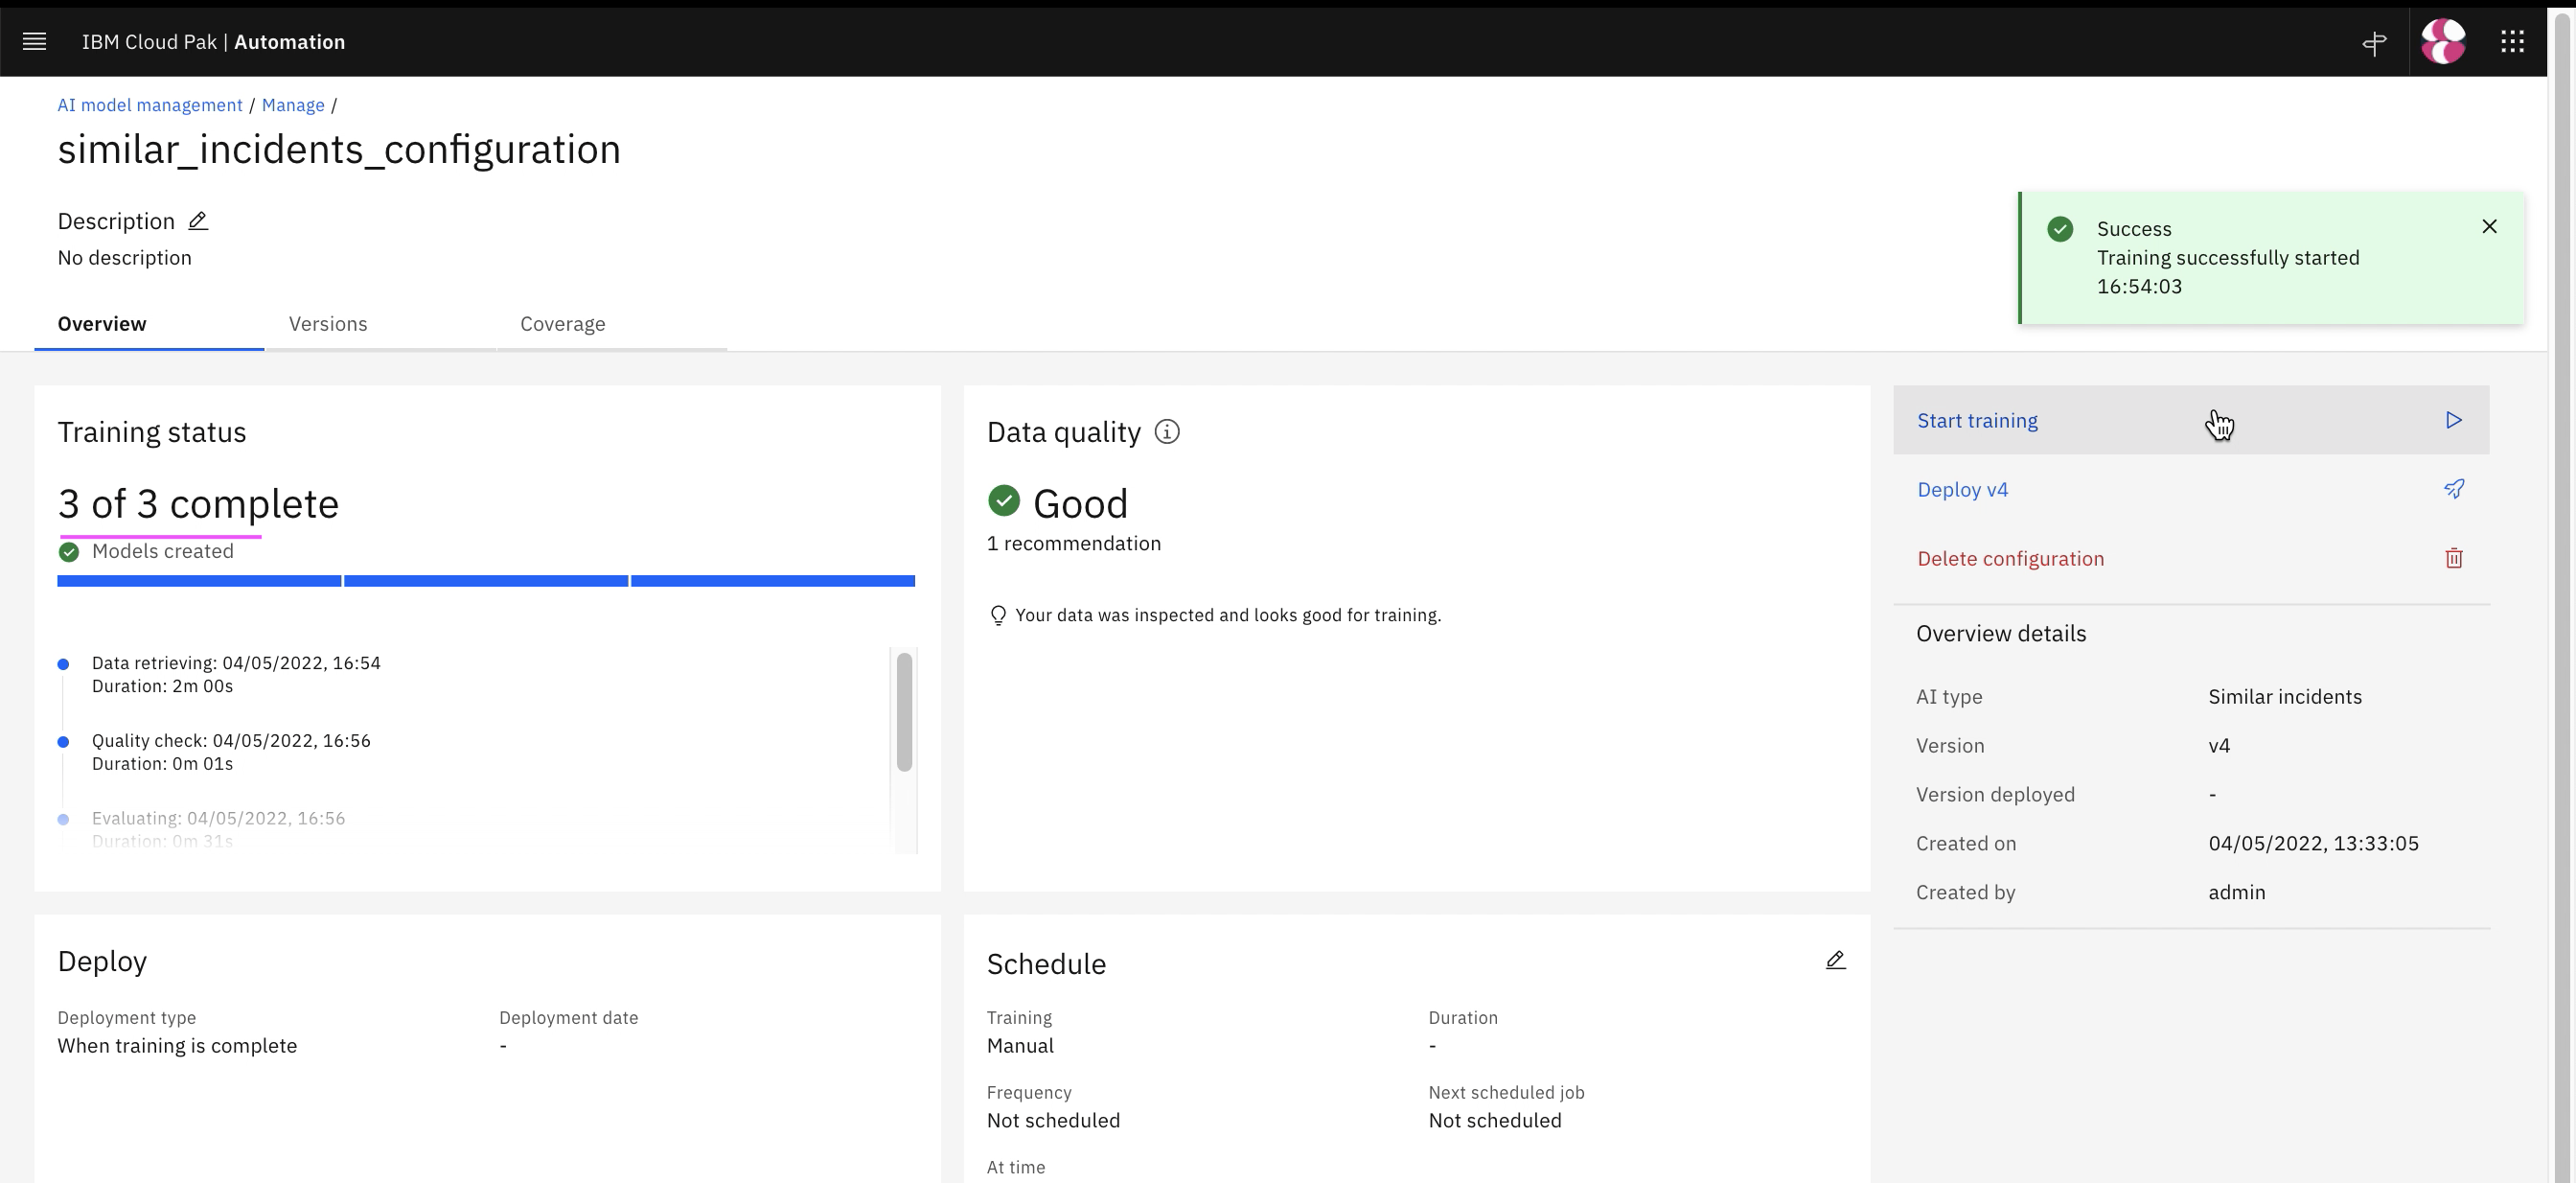 IBM Cloud Pak | Automation
AI model management / Manage /
similar_incidents_configuration
Description
No description
Success
Training successfully started
16:54:03
Overview Versions Coverage
Training status
3 of 3 complete
Models created
Data retrieving: 04/05/2022, 16:54
Duration: 2m 00s
Quality check: 04/05/2022, 16:56
Duration: 0m 01s
Evaluating: 04/05/2022, 16:56
Duration: 0m 31s
Data quality
Good
1 recommendation
Your data was inspected and looks good for training.
Start training
Deploy v4
Delete configuration
Overview details
AI type Similar incidents
Version v4
Version deployed -
Created on 04/05/2022, 13:33:05
Created by admin
Deploy
Deployment type Deployment date
When training is complete -
Schedule
Training Duration
Manual -
Frequency Next scheduled job
Not scheduled Not scheduled
At time